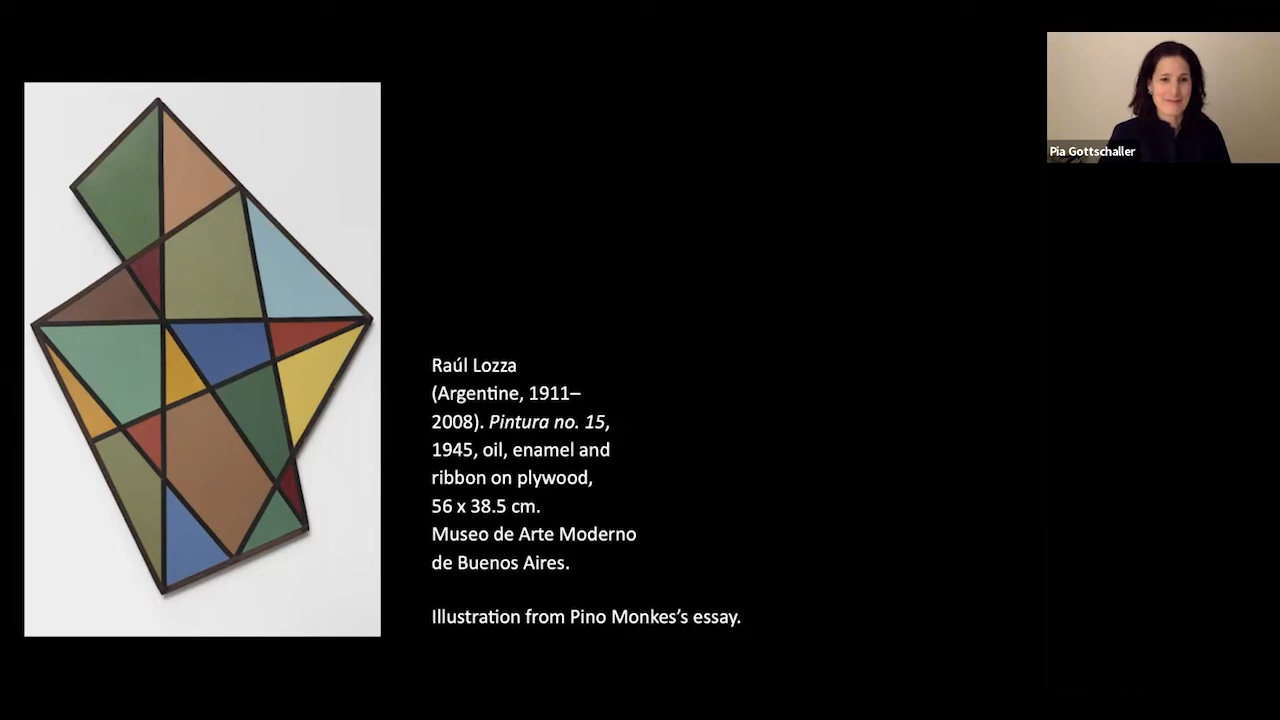 Raúl Lozza
(Argentine, 1911–
2008). Pintura no. 15,
1945, oil, enamel and
ribbon on plywood,
56 x 38.5 cm.
Museo de Arte Moderno
de Buenos Aires.
Illustration from Pino Monkes’s essay.
Pia Gottschaller